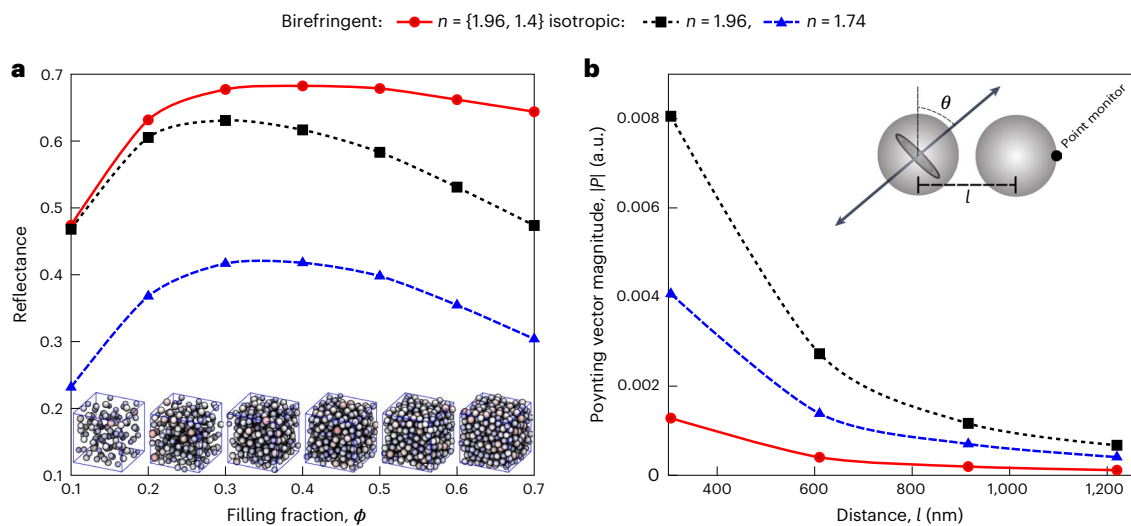 Birefringent: n = {1.96, 1.4} isotropic: n = 1.96, n = 1.74
a
0.7
0.6
0.5
0.4
0.3
0.2
0.1
Reflectance
0.1 0.2 0.3 0.4 0.5 0.6 0.7
Filling fraction, ϕ
b
0.008
0.006
0.004
0.002
0
Poynting vector magnitude, |P| (a.u.)
θ
Point monitor
l
400 600 800 1,000 1,200
Distance, l (nm)